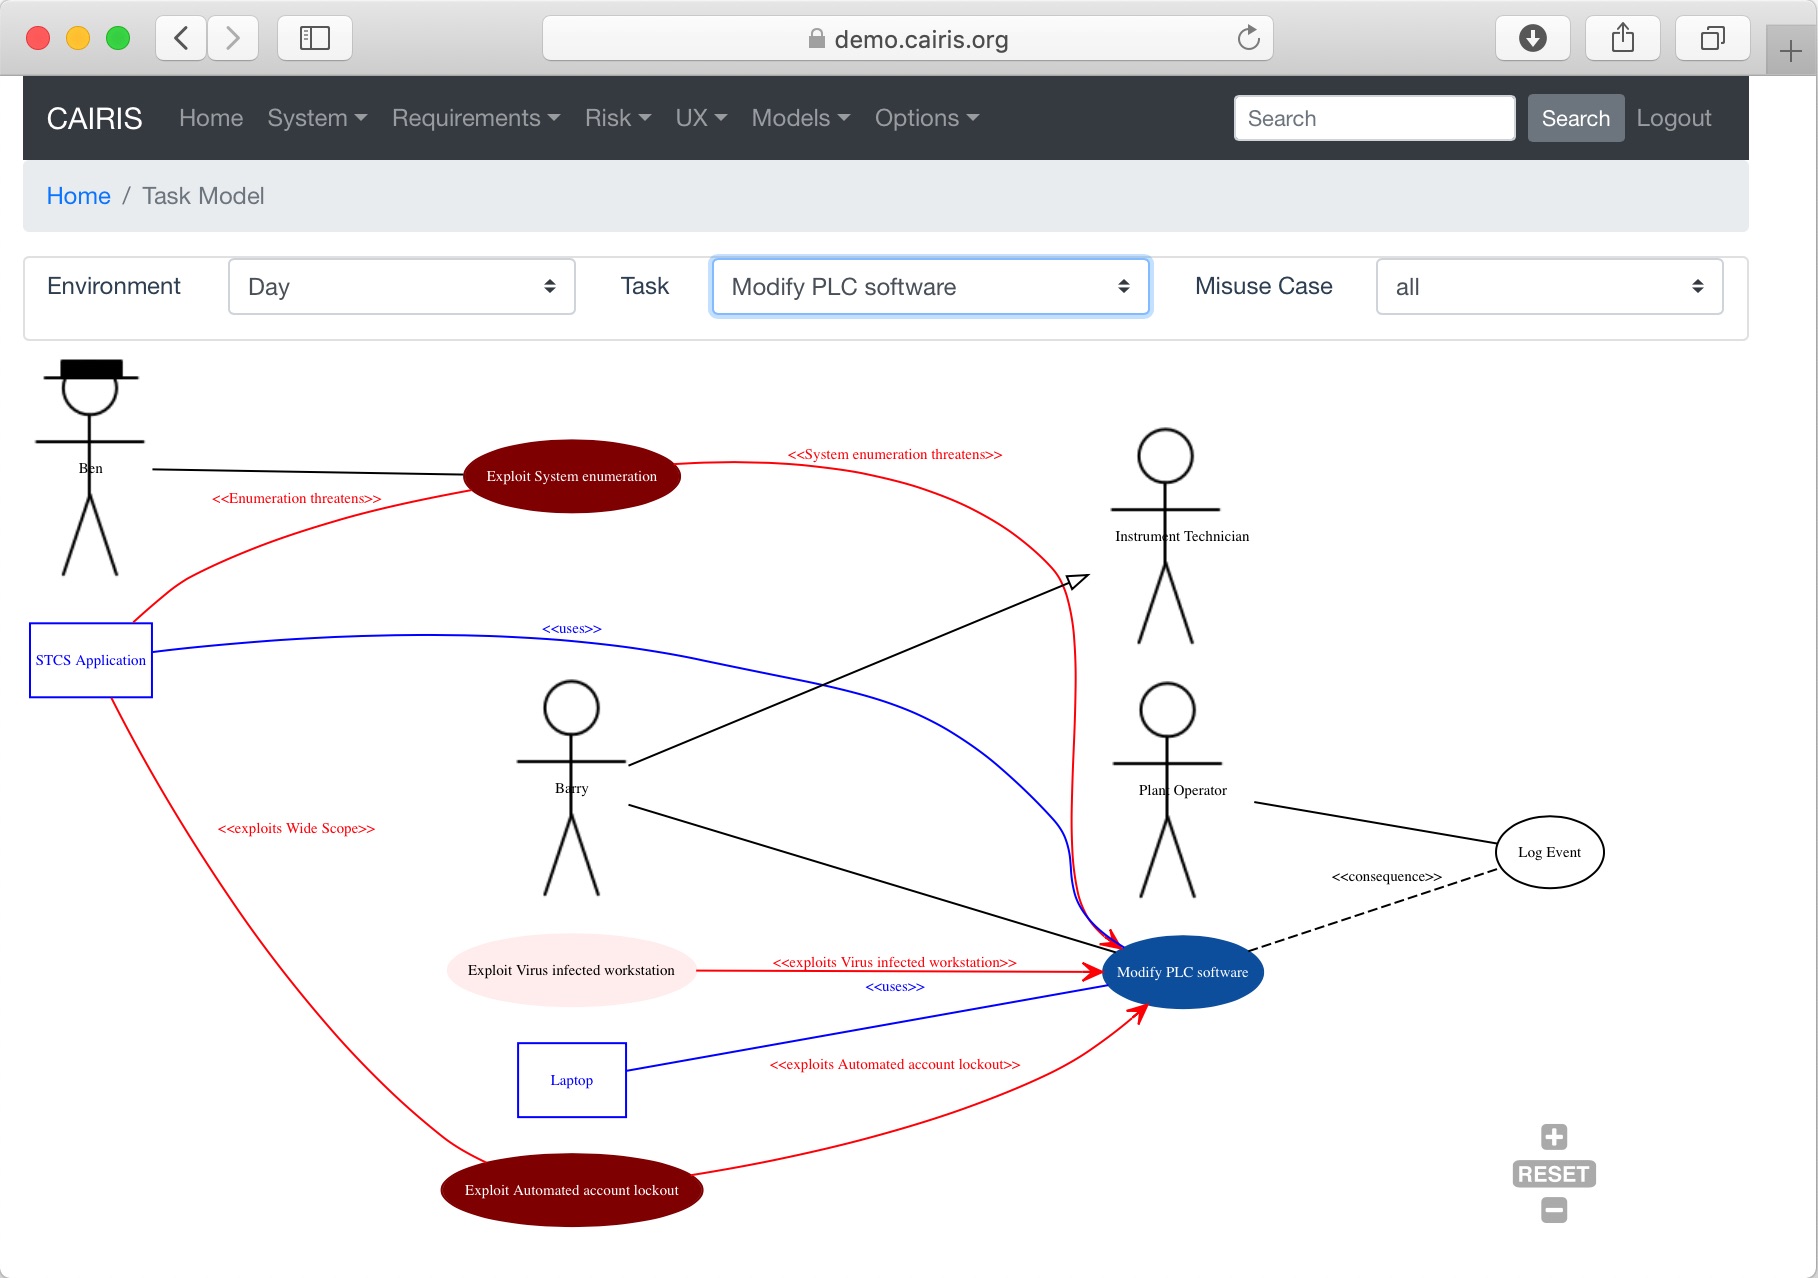 demo.cairis.org
CAIRIS Home System Requirements Risk UX Models Options Search Search Logout
Home / Task Model
Environment Day Task Modify PLC software Misuse Case all
Ben
Exploit System enumeration
<<System enumeration threatens>>
<<Enumeration threatens>>
Instrument Technician
<<uses>>
STCS Application
Barry
Plant Operator
<<exploits Wide Scope>>
Log Event
<<consequence>>
Exploit Virus infected workstation
<<exploits Virus infected workstation>>
Modify PLC software
<<uses>>
<<exploits Automated account lockout>>
Laptop
RESET
Exploit Automated account lockout